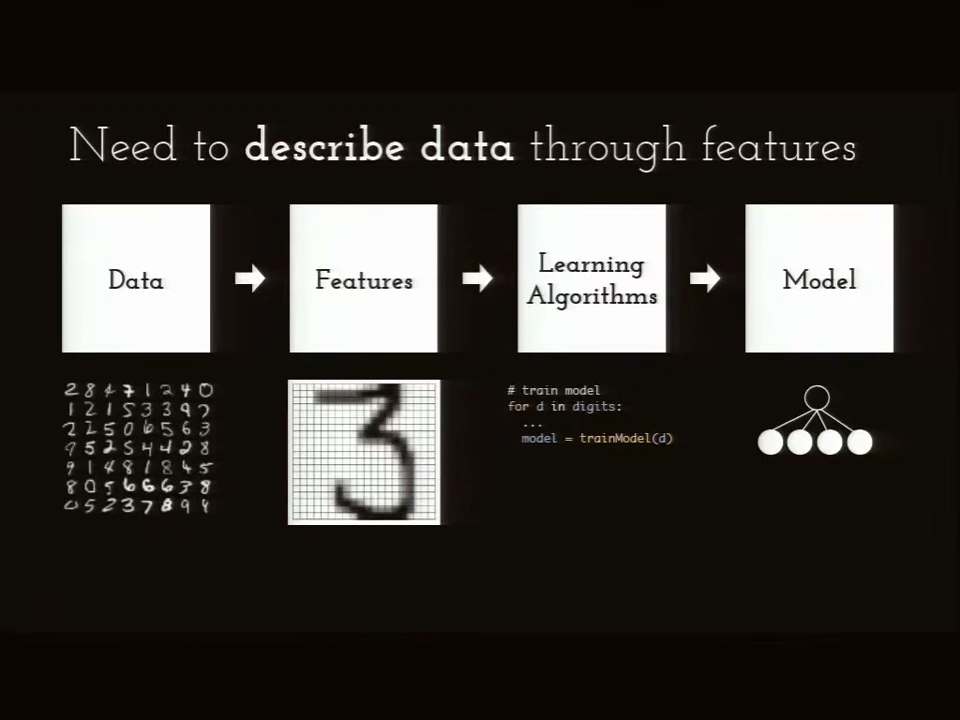 Need to describe data through features
Data
Features
Learning
Algorithms
Model
2 8 4 7 1 2 4 0
1 2 1 5 3 3 9 7
2 2 5 0 6 5 6 3
9 5 2 5 4 4 2 8
9 1 4 8 1 8 4 5
8 0 5 6 6 6 3 8
0 5 2 3 7 8 9 4
3
# train model
for d in digits:
...
model = trainModel(d)